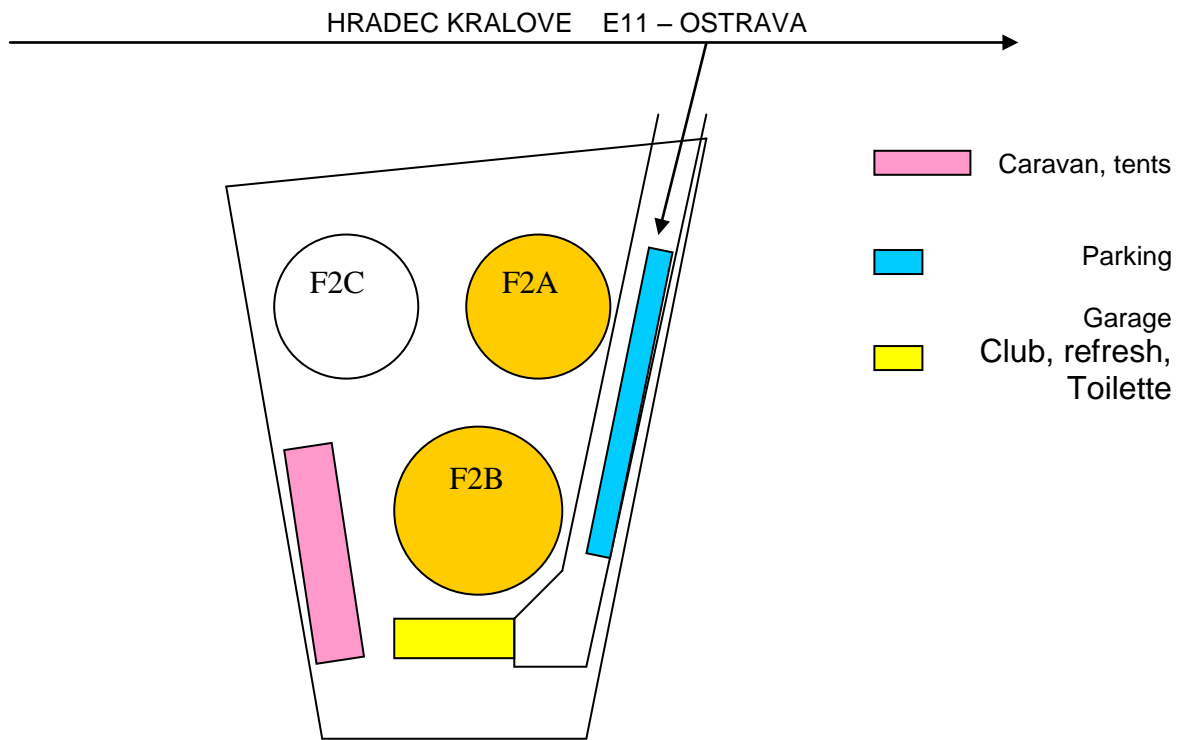 HRADEC KRALOVE E11 – OSTRAVA
Caravan, tents
F2C
F2A
Parking
Garage
Club, refresh,
Toilette
F2B